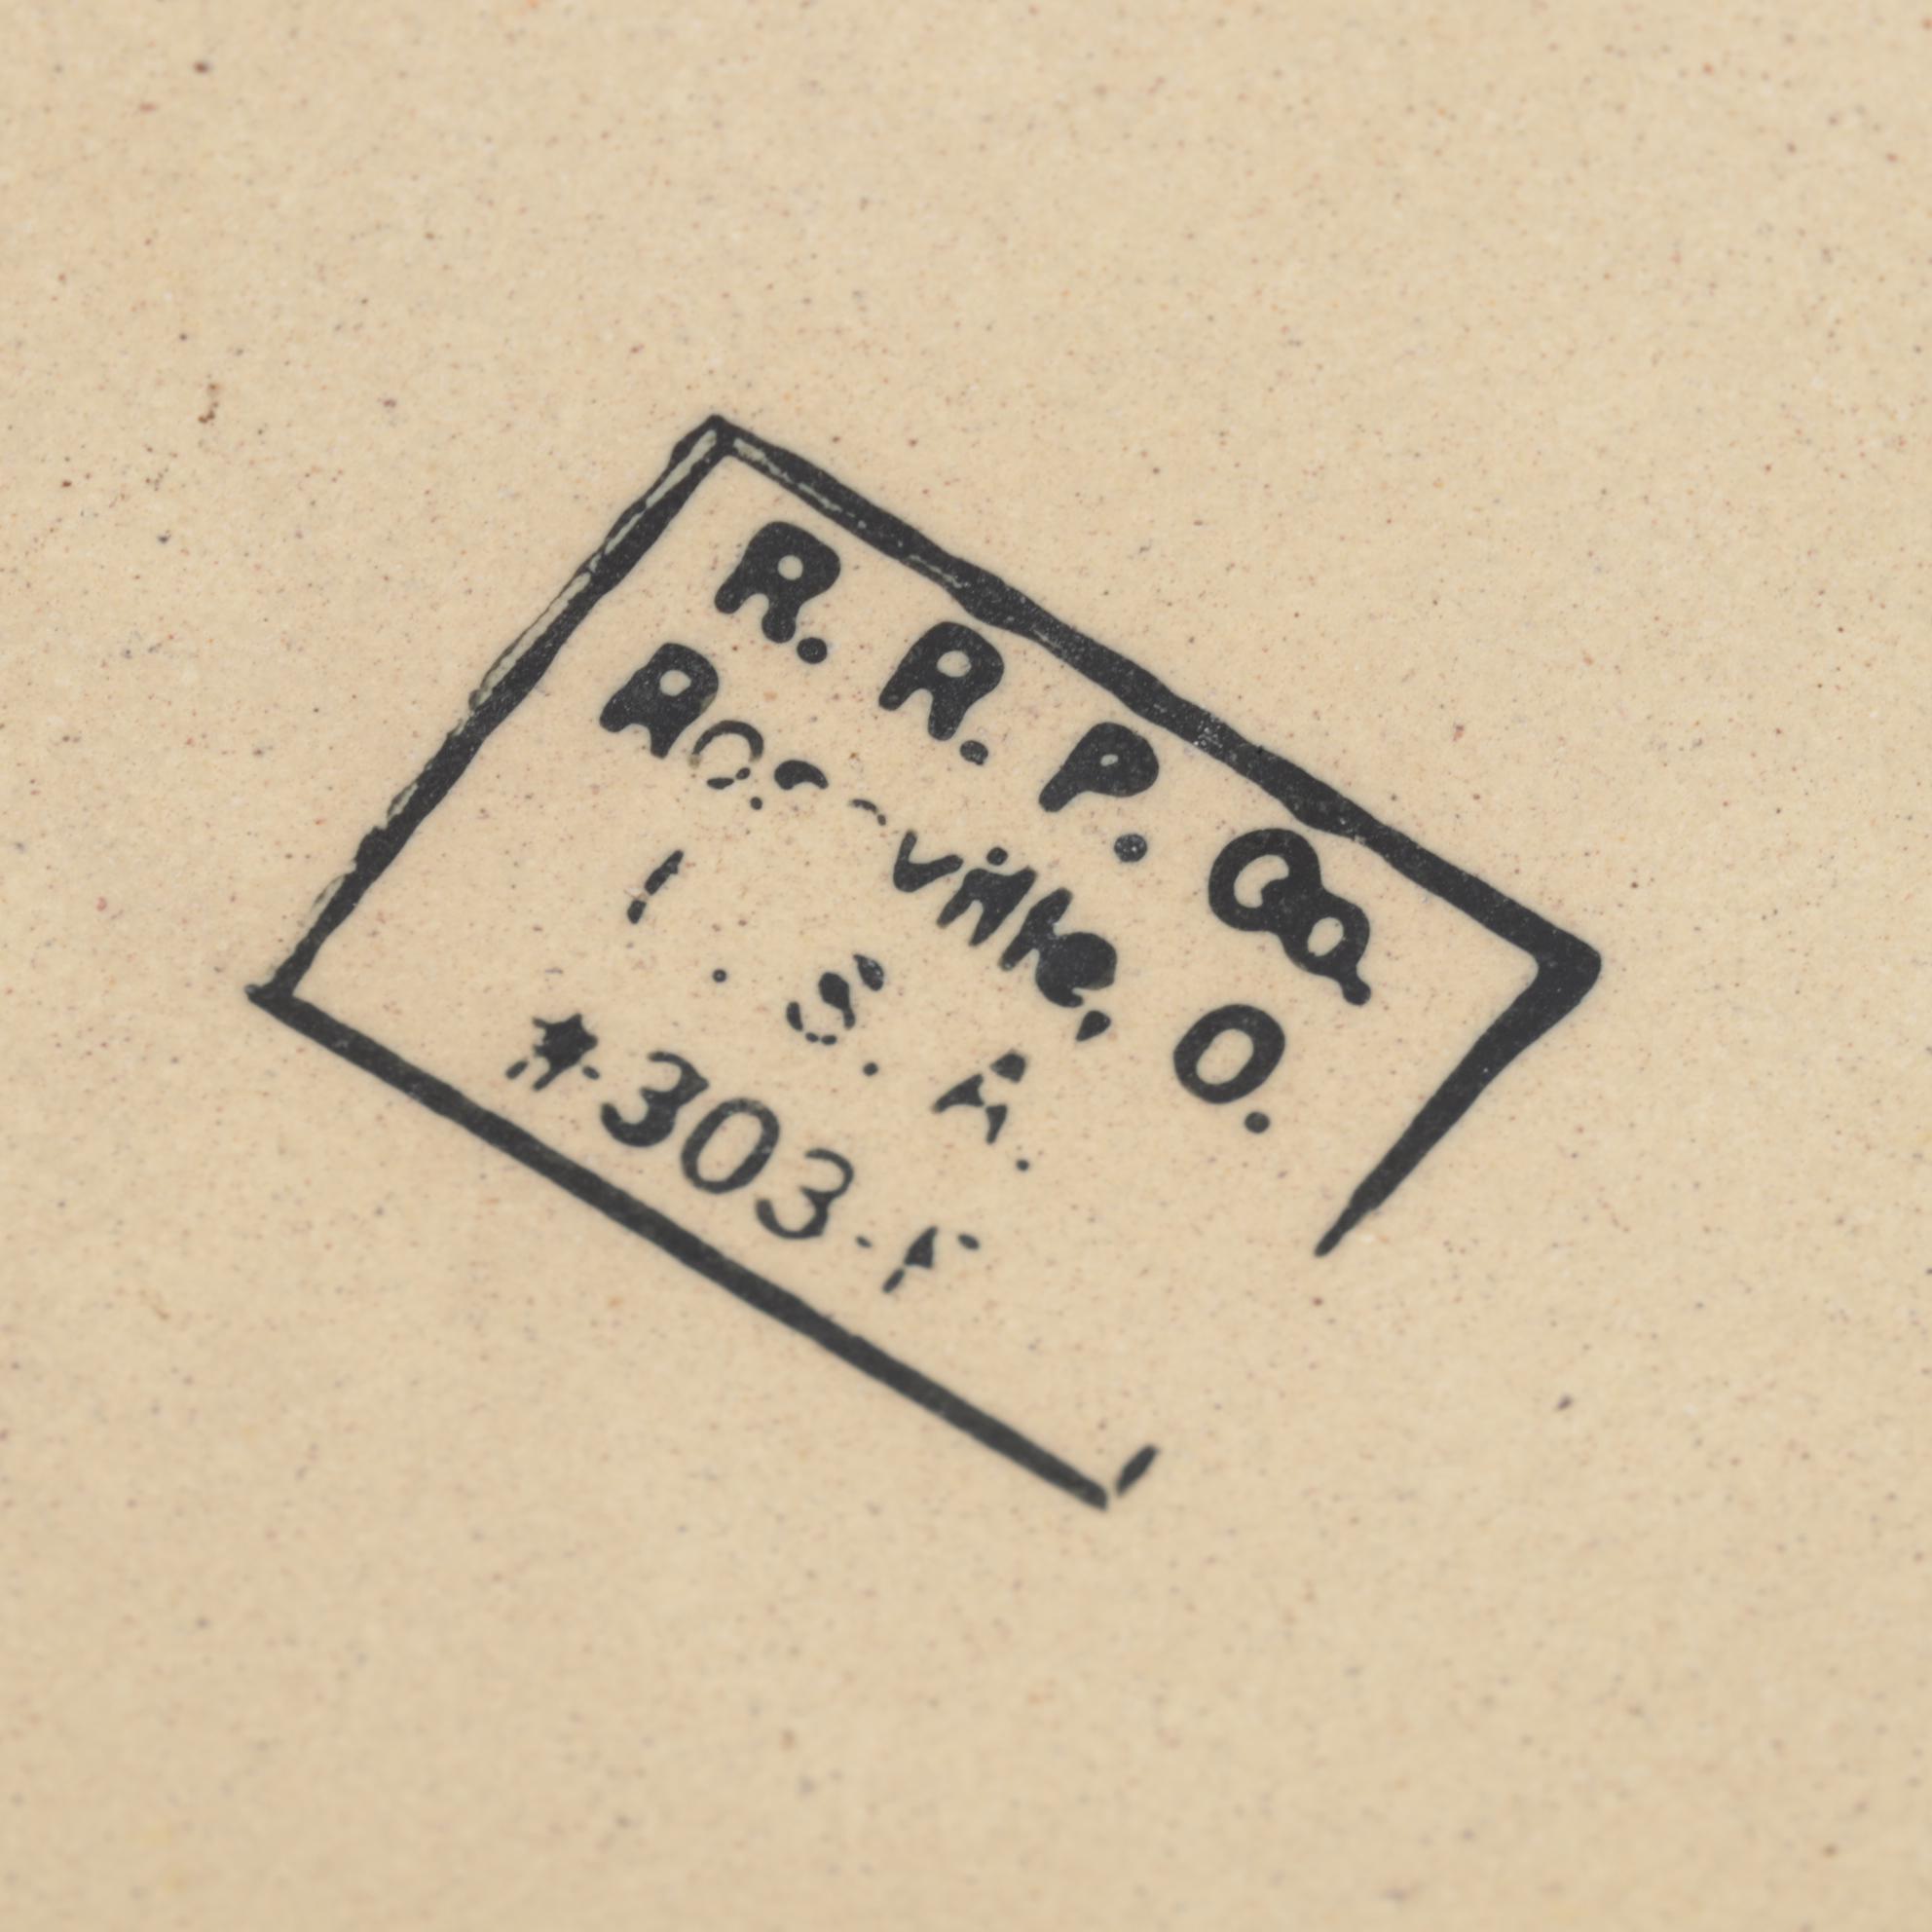 R. R. P. Co.
Roseville, O.
U. S. A.
#303-